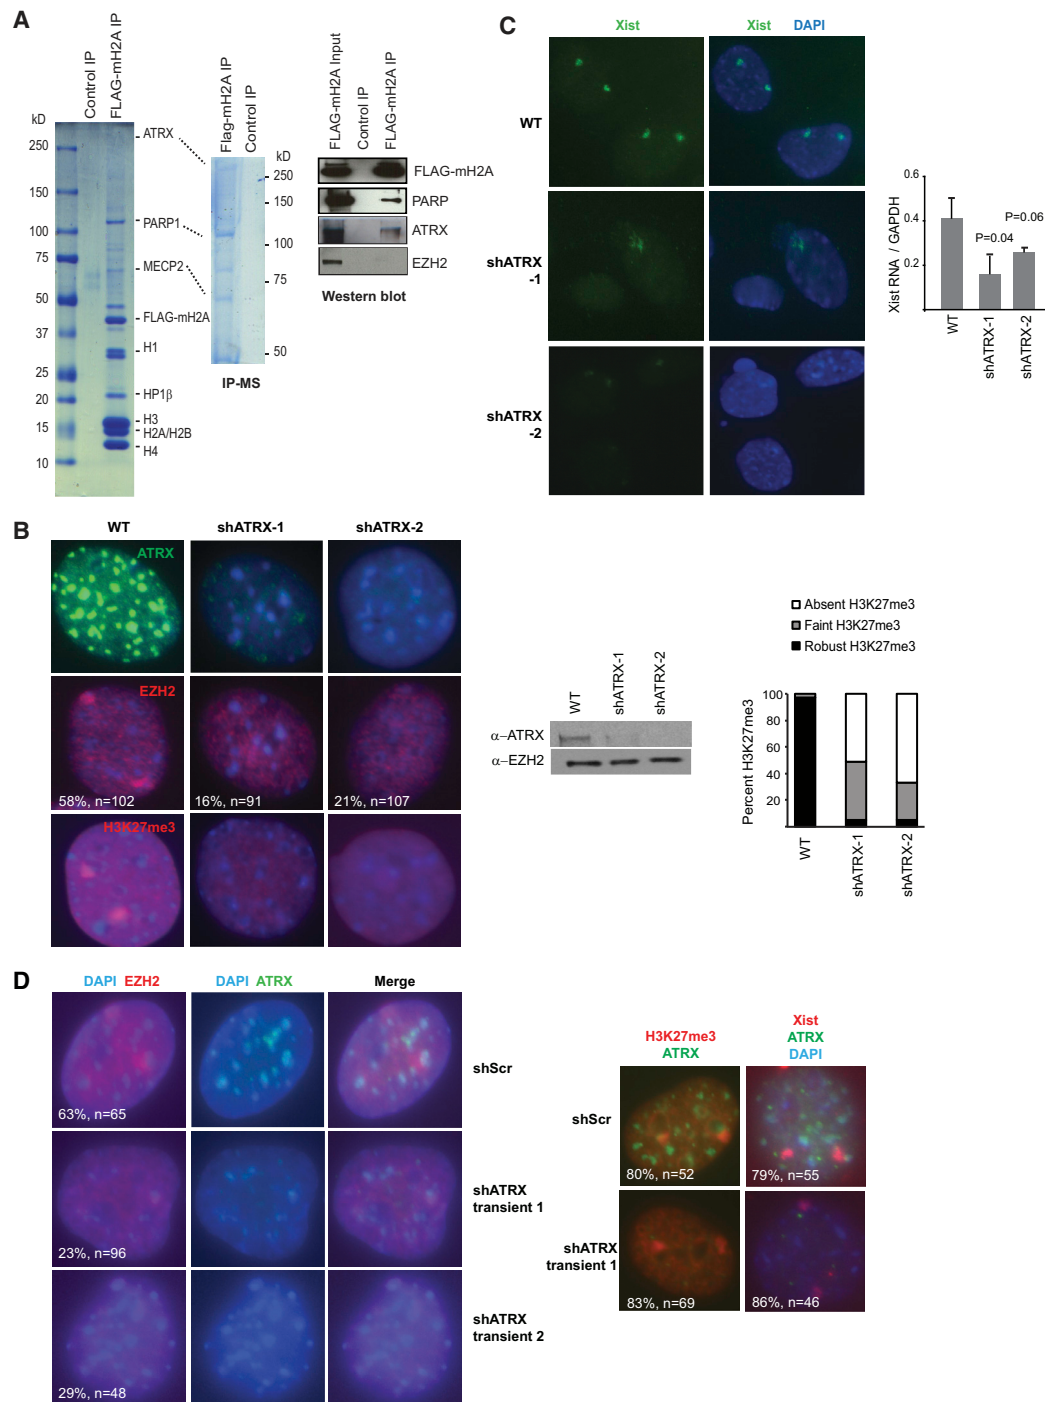 A
Control IP
FLAG-mH2A IP
kD
250
150
100
75
50
37
25
20
15
10
ATRX
PARP1
MECP2
FLAG-mH2A
H1
HP1β
H3
H2A/H2B
H4
Flag-mH2A IP
Control IP
kD
250
150
100
75
50
IP-MS
FLAG-mH2A Input
Control IP
FLAG-mH2A IP
FLAG-mH2A
PARP
ATRX
EZH2
Western blot
C
Xist
Xist DAPI
WT
shATRX
-1
shATRX
-2
Xist RNA / GAPDH
0.6
0.4
0.2
P=0.04
P=0.06
WT
shATRX-1
shATRX-2
B
WT
shATRX-1
shATRX-2
ATRX
EZH2
58%, n=102
16%, n=91
21%, n=107
H3K27me3
WT
shATRX-1
shATRX-2
α–ATRX
α–EZH2
Absent H3K27me3
Faint H3K27me3
Robust H3K27me3
Percent H3K27me3
100
80
60
40
20
WT
shATRX-1
shATRX-2
D
DAPI EZH2
DAPI ATRX
Merge
63%, n=65
shScr
23%, n=96
shATRX
transient 1
29%, n=48
shATRX
transient 2
H3K27me3
ATRX
Xist
ATRX
DAPI
shScr
80%, n=52
79%, n=55
shATRX
transient 1
83%, n=69
86%, n=46